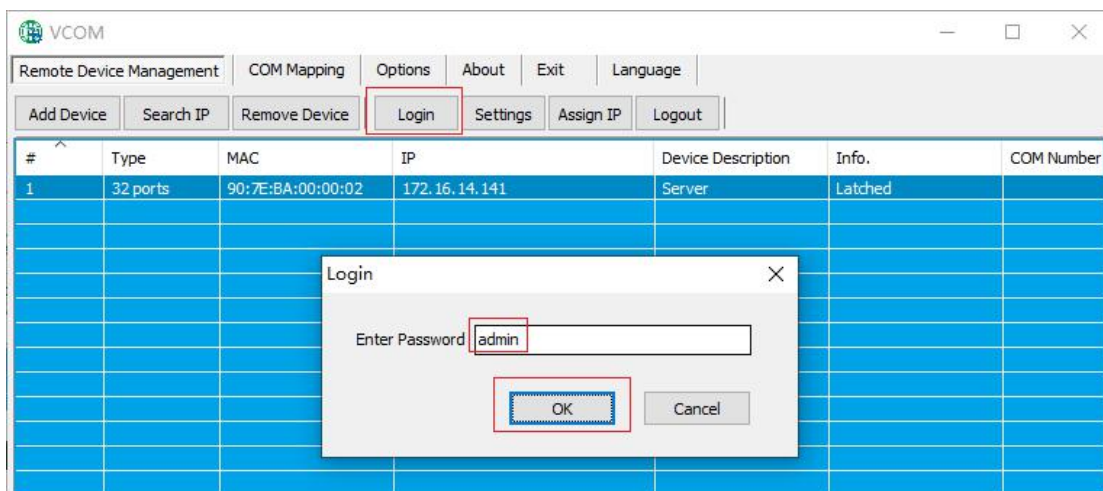 VCOM
Remote Device Management COM Mapping Options About Exit Language
Add Device Search IP Remove Device Login Settings Assign IP Logout
# Type MAC IP Device Description Info. COM Number
1 32 ports 90:7E:BA:00:00:02 172.16.14.141 Server Latched
Login
Enter Password admin
OK Cancel